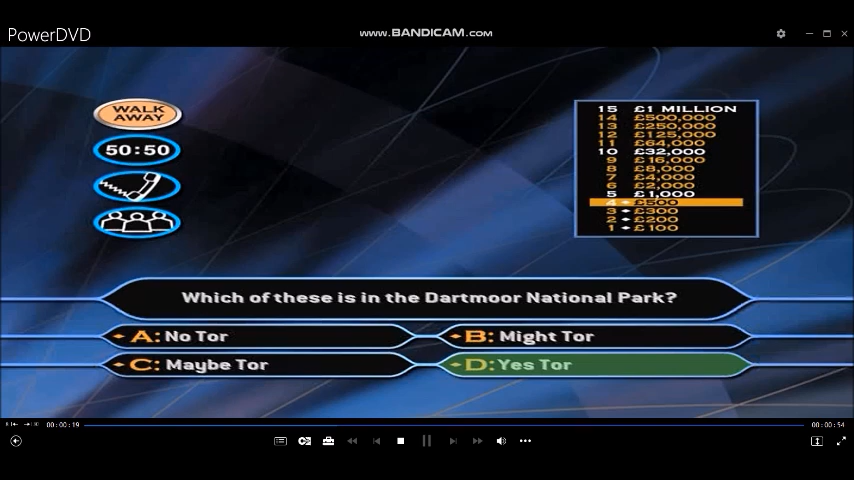 PowerDVD
www.BANDICAM.com
WALK
AWAY
50:50
15 £1 MILLION
14 £500,000
13 £250,000
12 £125,000
11 £64,000
10 £32,000
9 £16,000
8 £8,000
7 £4,000
6 £2,000
5 £1,000
4 £500
3 £300
2 £200
1 £100
Which of these is in the Dartmoor National Park?
A: No Tor
B: Might Tor
C: Maybe Tor
D: Yes Tor
00:00:19
00:00:54